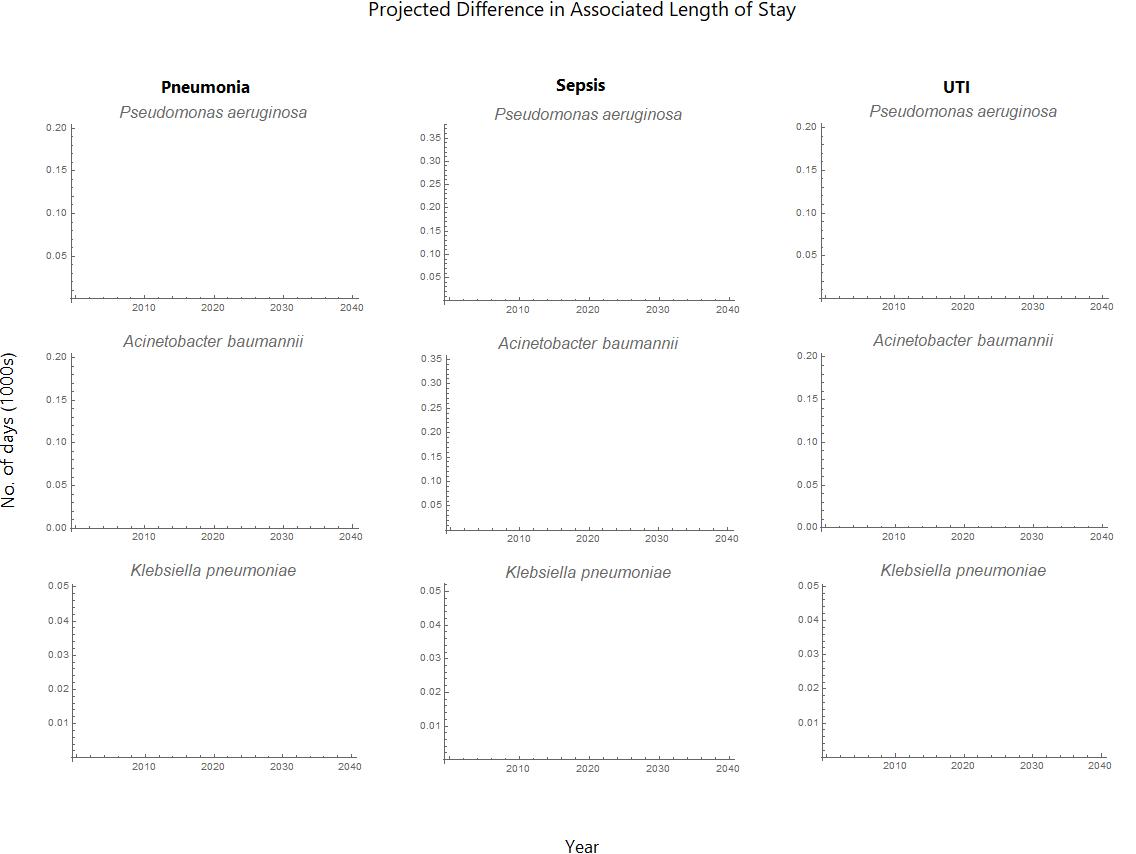 Projected Difference in Associated Length of Stay
Pneumonia
Sepsis
UTI
Pseudomonas aeruginosa
Pseudomonas aeruginosa
Pseudomonas aeruginosa
0.20
0.15
0.10
0.05
2010 2020 2030 2040
0.35
0.30
0.25
0.20
0.15
0.10
0.05
2010 2020 2030 2040
0.20
0.15
0.10
0.05
2010 2020 2030 2040
No. of days (1000s)
Acinetobacter baumannii
0.20
0.15
0.10
0.05
0.00
2010 2020 2030 2040
Acinetobacter baumannii
0.35
0.30
0.25
0.20
0.15
0.10
0.05
2010 2020 2030 2040
Acinetobacter baumannii
0.20
0.15
0.10
0.05
0.00
2010 2020 2030 2040
Klebsiella pneumoniae
0.05
0.04
0.03
0.02
0.01
2010 2020 2030 2040
Klebsiella pneumoniae
0.05
0.04
0.03
0.02
0.01
2010 2020 2030 2040
Klebsiella pneumoniae
0.05
0.04
0.03
0.02
0.01
2010 2020 2030 2040
Year